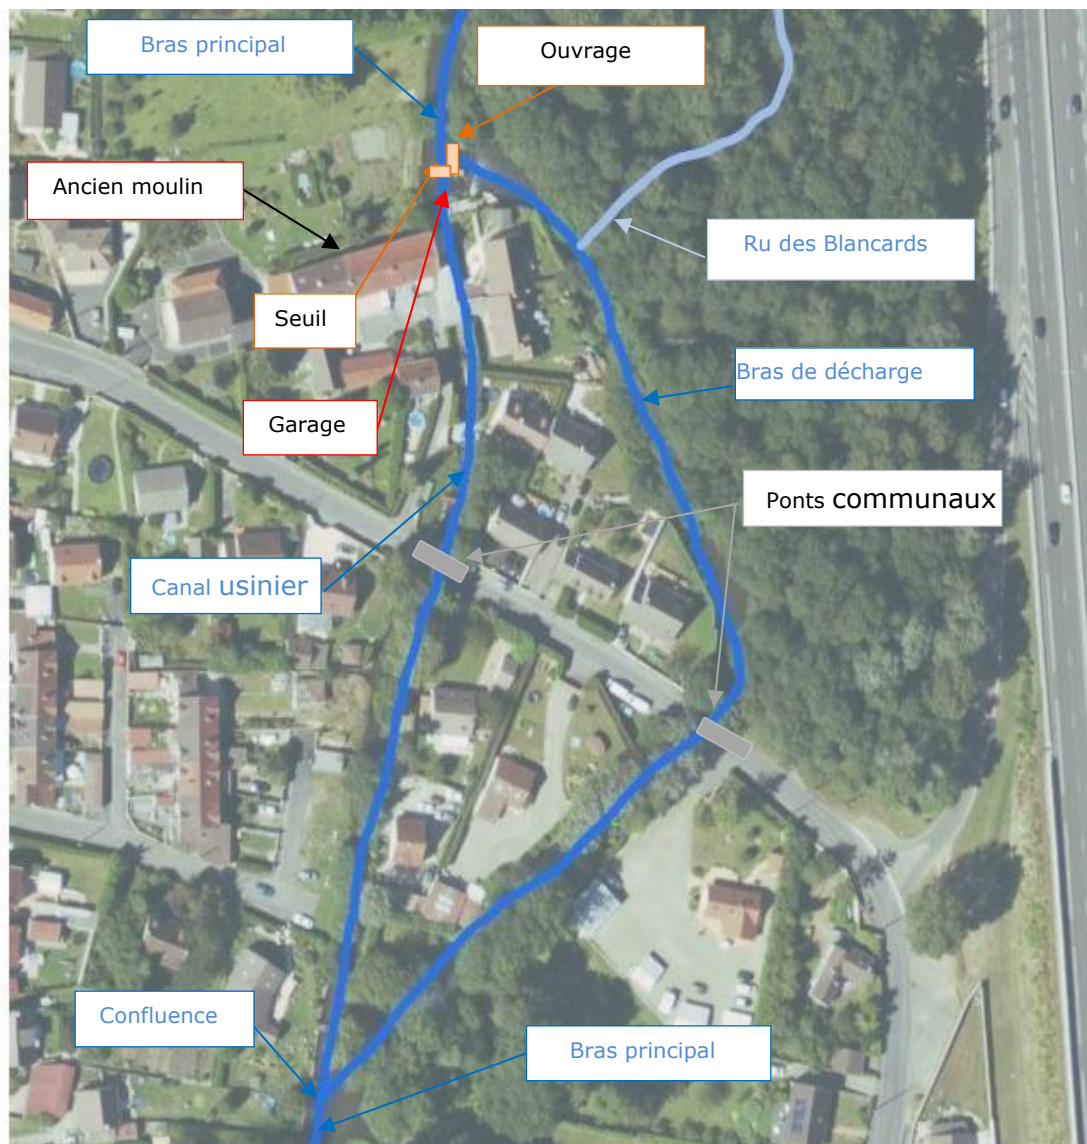 Bras principal
Ouvrage
Ancien moulin
Ru des Blancards
Seuil
Bras de décharge
Garage
Ponts communaux
Canal usinier
Confluence
Bras principal